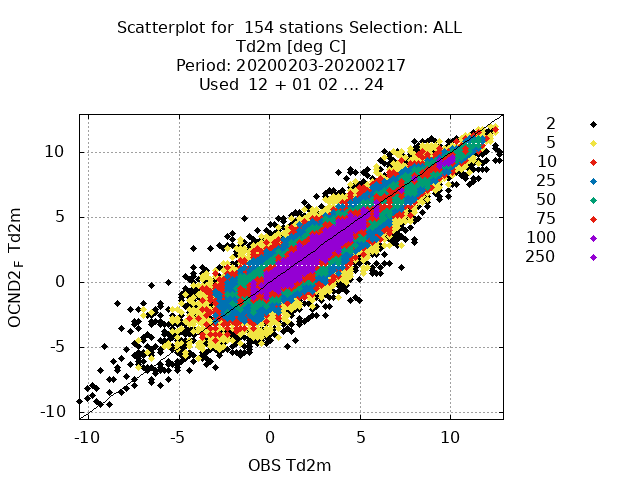 Scatterplot for 154 stations Selection: ALL
Td2m [deg C]
Period: 20200203-20200217
Used 12 + 01 02 ... 24
OCND2_F Td2m
10
5
0
-5
-10
-10 -5 0 5 10
OBS Td2m
2
5
10
25
50
75
100
250